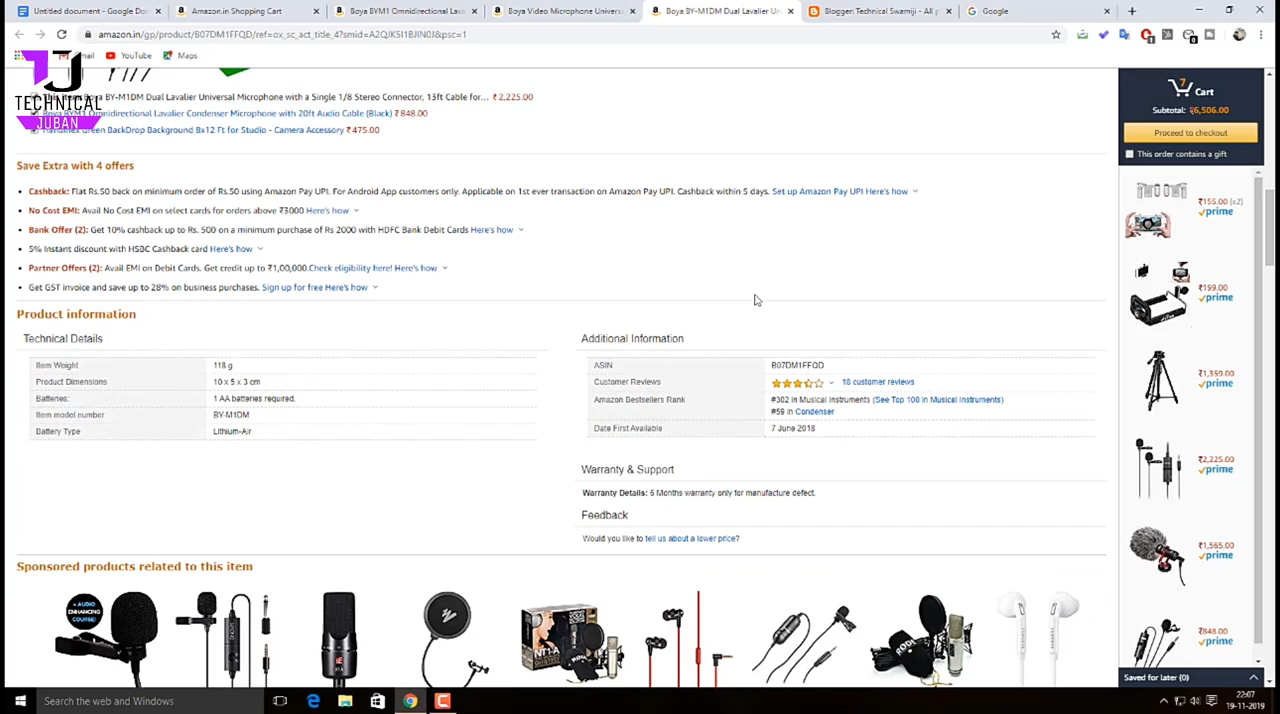 Untitled document - Google Doc
Amazon.in Shopping Cart
Boya BYM1 Omnidirectional Lava
Boya Video Microphone Univers
Boya BY-M1DM Dual Lavalier Un
Blogger: Technical Swamiji - All p
Google
amazon.in/gp/product/B07DM1FFQD/ref=ox_sc_act_title_4?smid=A2QJKSI1BJIN0J&psc=1
YouTube
Maps
TJ
TECHNICAL
JUBAN
Item: Boya BY-M1DM Dual Lavalier Universal Microphone with a Single 1/8 Stereo Connector, 13ft Cable for... ₹2,225.00
Boya BYM1 Omnidirectional Lavalier Condenser Microphone with 20ft Audio Cable (Black) ₹848.00
Green BackDrop Background 8x12 Ft for Studio - Camera Accessory ₹475.00
Save Extra with 4 offers
Cashback: Flat Rs.50 back on minimum order of Rs.50 using Amazon Pay UPI. For Android App customers only. Applicable on 1st ever transaction on Amazon Pay UPI. Cashback within 5 days. Set up Amazon Pay UPI Here's how
No Cost EMI: Avail No Cost EMI on select cards for orders above ₹3000 Here's how
Bank Offer (2): Get 10% cashback up to Rs. 500 on a minimum purchase of Rs 2000 with HDFC Bank Debit Cards Here's how
5% Instant discount with HSBC Cashback card Here's how
Partner Offers (2): Avail EMI on Debit Cards. Get credit up to ₹1,00,000.Check eligibility here! Here's how
Get GST invoice and save up to 28% on business purchases. Sign up for free Here's how
Product information
Technical Details
Item Weight 118 g
Product Dimensions 10 x 5 x 3 cm
Batteries: 1 AA batteries required.
Item model number BY-M1DM
Battery Type Lithium-Air
Additional Information
ASIN B07DM1FFQD
Customer Reviews 18 customer reviews
Amazon Bestsellers Rank #302 in Musical Instruments (See Top 100 in Musical Instruments)
#59 in Condenser
Date First Available 7 June 2018
Warranty & Support
Warranty Details: 6 Months warranty only for manufacture defect.
Feedback
Would you like to tell us about a lower price?
Sponsored products related to this item
+ AUDIO
ENHANCING
COURSE!
NT1-A
7
Cart
Subtotal: ₹6,506.00
Proceed to checkout
This order contains a gift
₹155.00 (x2)
prime
₹199.00
prime
₹1,359.00
prime
₹2,225.00
prime
₹1,565.00
prime
₹848.00
prime
Saved for later (0)
Search the web and Windows
22:07
19-11-2019